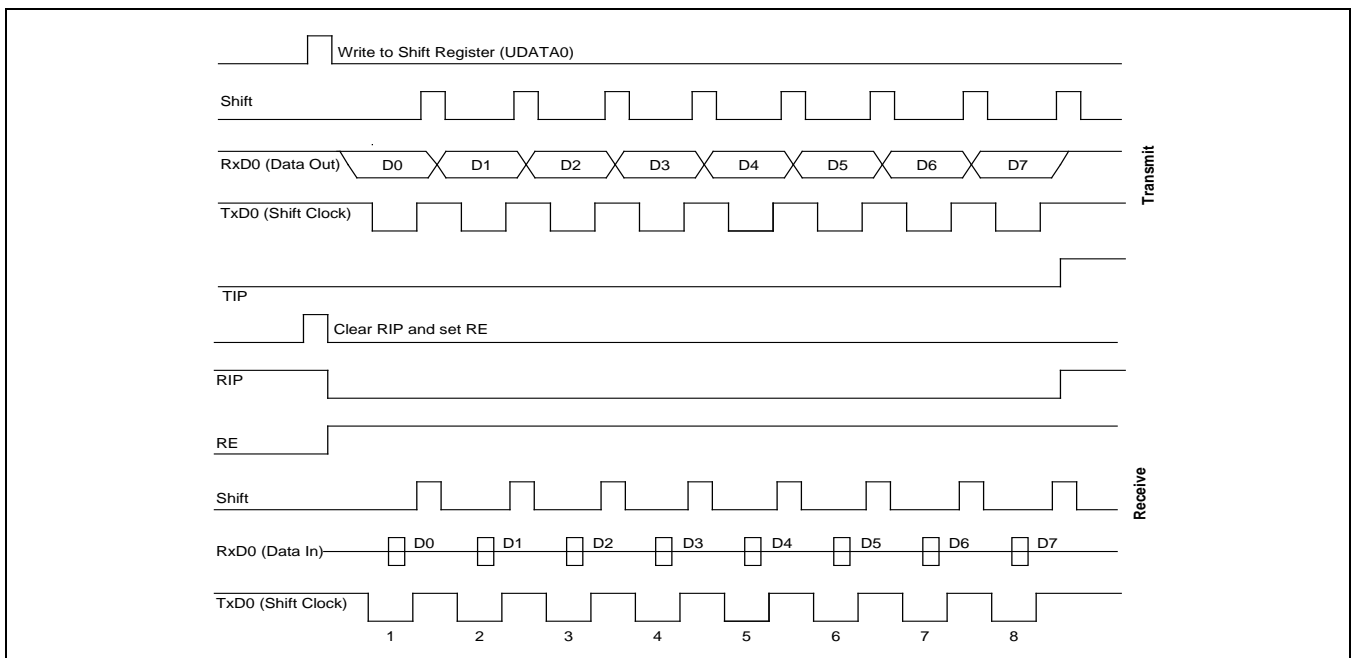 Write to Shift Register (UDATA0)
Shift
RxD0 (Data Out)
D0 D1 D2 D3 D4 D5 D6 D7
TxD0 (Shift Clock)
TIP
Transmit
Clear RIP and set RE
RIP
RE
Shift
RxD0 (Data In)
D0 D1 D2 D3 D4 D5 D6 D7
TxD0 (Shift Clock)
1 2 3 4 5 6 7 8
Receive